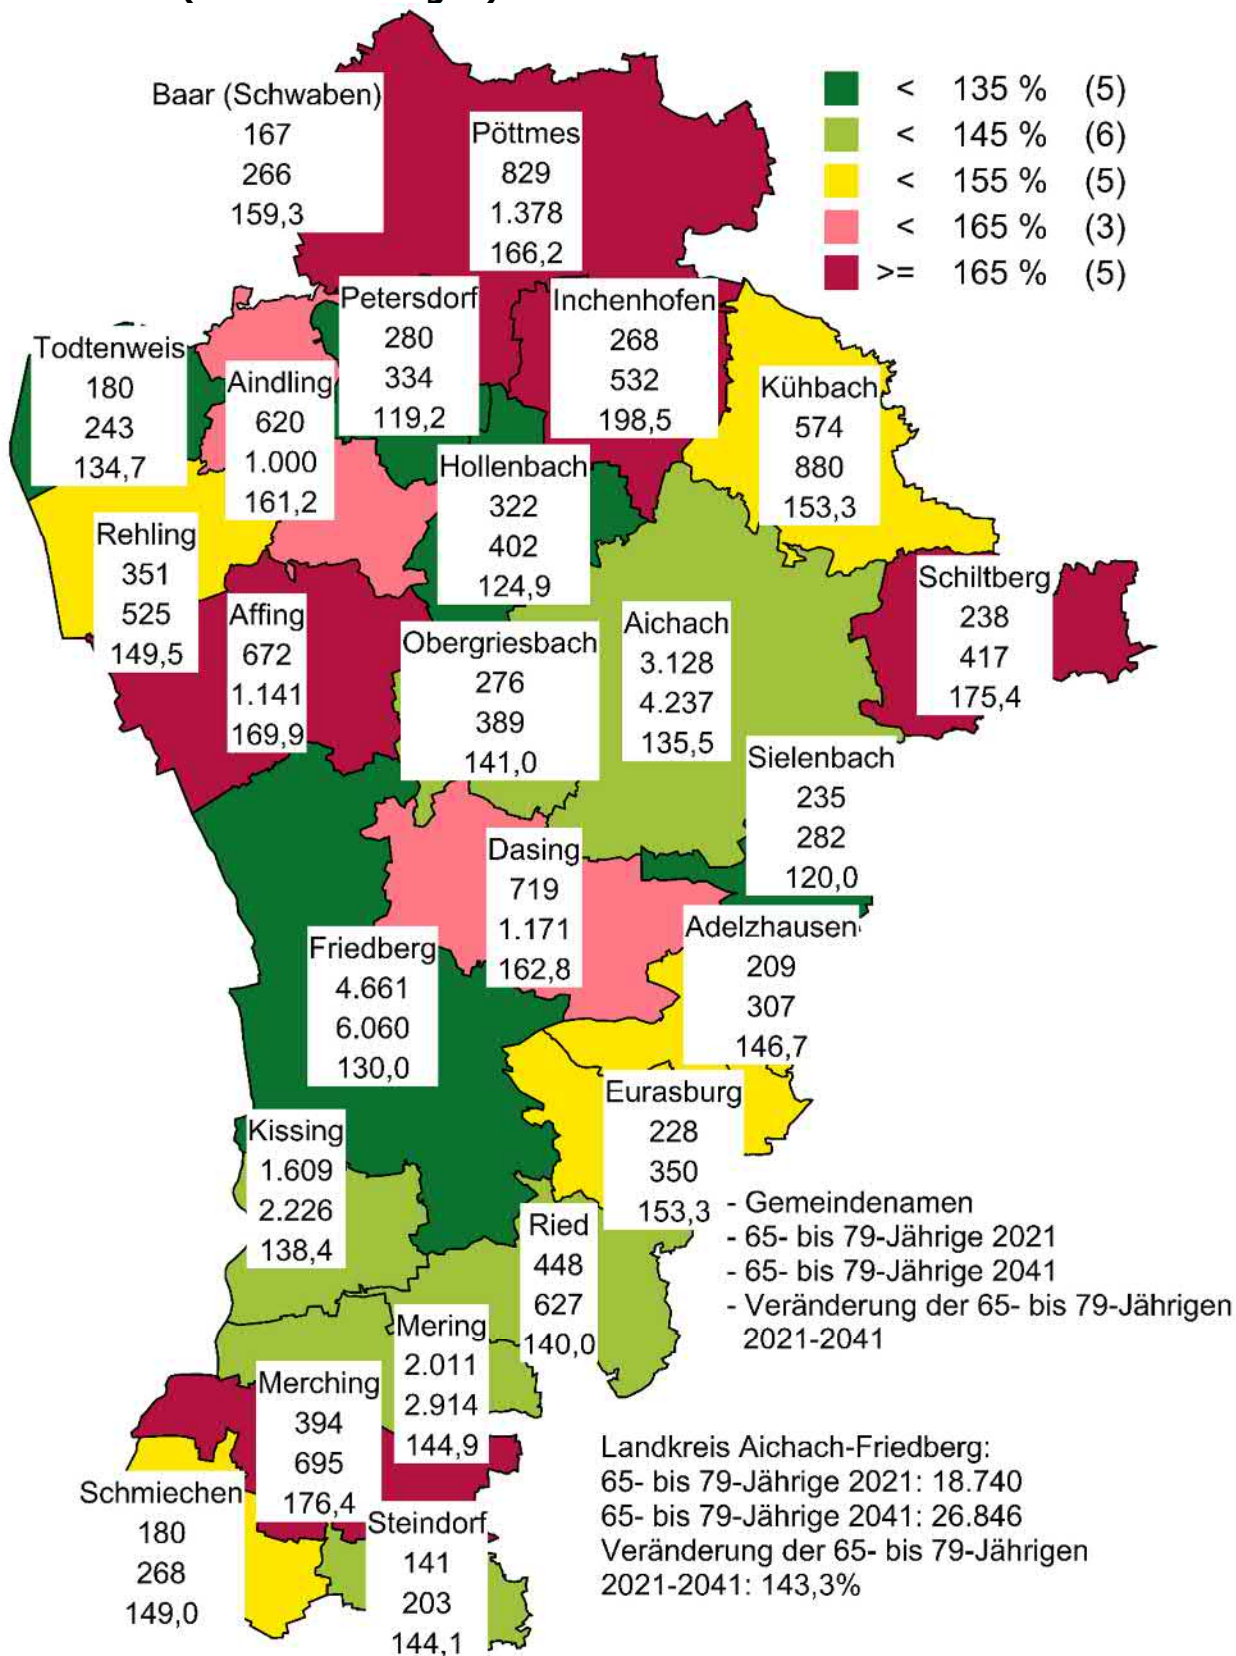 Baar (Schwaben)
167
266
159,3
Pöttmes
829
1.378
166,2
< 135 % (5)
< 145 % (6)
< 155 % (5)
< 165 % (3)
>= 165 % (5)
Petersdorf
280
334
119,2
Inchenhofen
268
532
198,5
Todtenweis
180
243
134,7
Aindling
620
1.000
161,2
Kühbach
574
880
153,3
Hollenbach
322
402
124,9
Rehling
351
525
149,5
Affing
672
1.141
169,9
Obergriesbach
276
389
141,0
Aichach
3.128
4.237
135,5
Schiltberg
238
417
175,4
Sielenbach
235
282
120,0
Dasing
719
1.171
162,8
Adelzhausen
209
307
146,7
Friedberg
4.661
6.060
130,0
Eurasburg
228
350
153,3
Kissing
1.609
2.226
138,4
Ried
448
627
140,0
- Gemeindenamen
- 65- bis 79-Jährige 2021
- 65- bis 79-Jährige 2041
- Veränderung der 65- bis 79-Jährigen
2021-2041
Mering
2.011
2.914
144,9
Merching
394
695
176,4
Schmiechen
180
268
149,0
Steindorf
141
203
144,1
Landkreis Aichach-Friedberg:
65- bis 79-Jährige 2021: 18.740
65- bis 79-Jährige 2041: 26.846
Veränderung der 65- bis 79-Jährigen
2021-2041: 143,3%